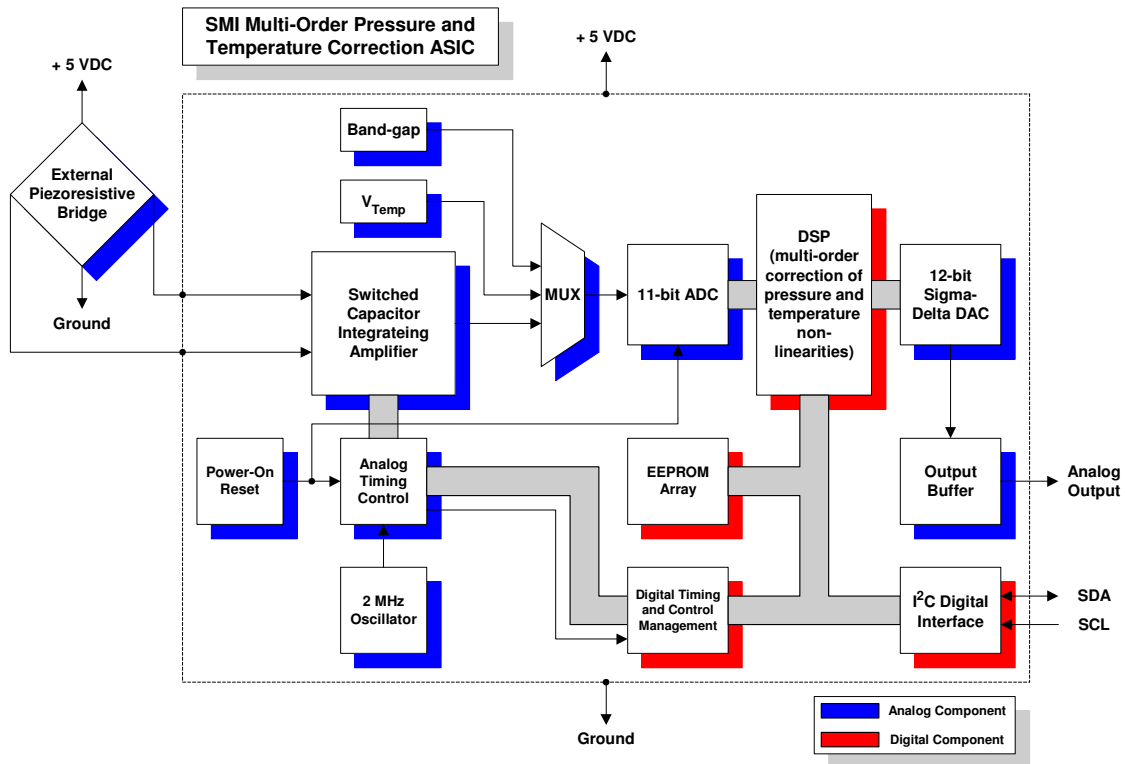 SMI Multi-Order Pressure and
Temperature Correction ASIC
+ 5 VDC
+ 5 VDC
External
Piezoresistive
Bridge
Ground
Band-gap
V_Temp
Switched
Capacitor
Integrateing
Amplifier
MUX
11-bit ADC
DSP
(multi-order
correction of
pressure and
temperature
non-
linearities)
12-bit
Sigma-
Delta DAC
Power-On
Reset
Analog
Timing
Control
EEPROM
Array
Output
Buffer
Analog
Output
2 MHz
Oscillator
Digital Timing
and Control
Management
I²C Digital
Interface
SDA
SCL
Ground
Analog Component
Digital Component